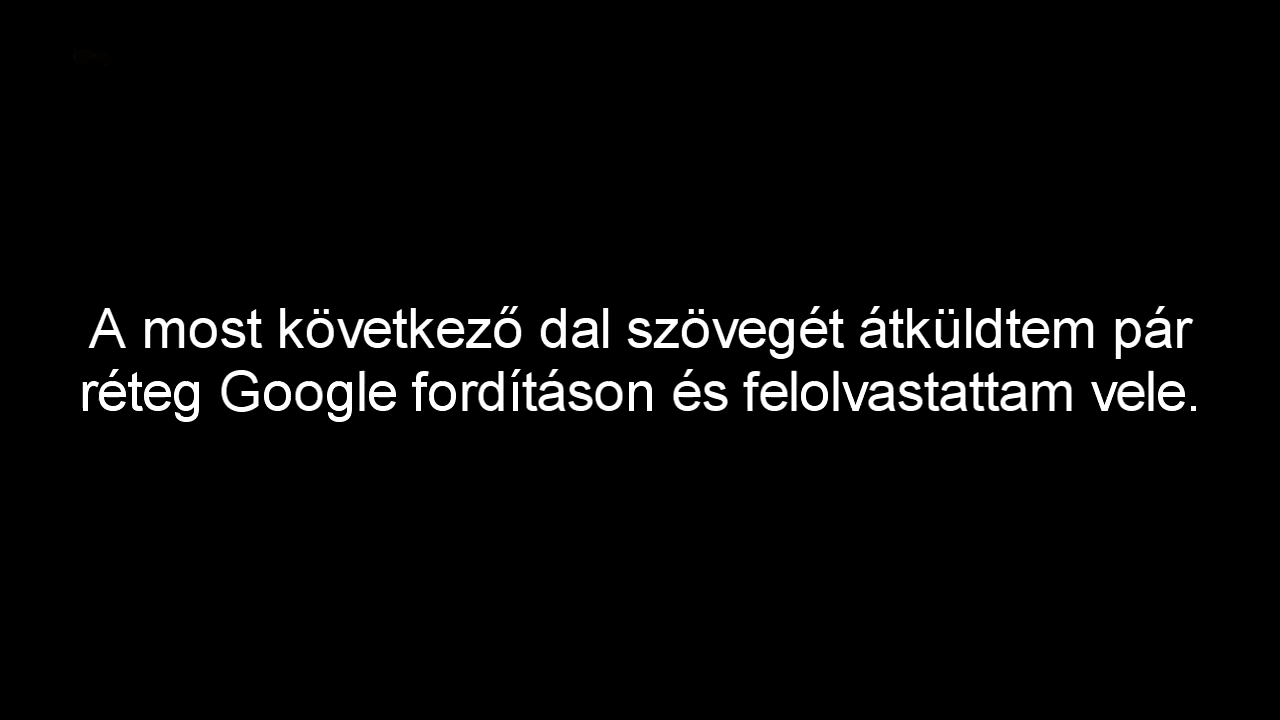 A most következő dal szövegét átküldtem pár
réteg Google fordításon és felolvastattam vele.